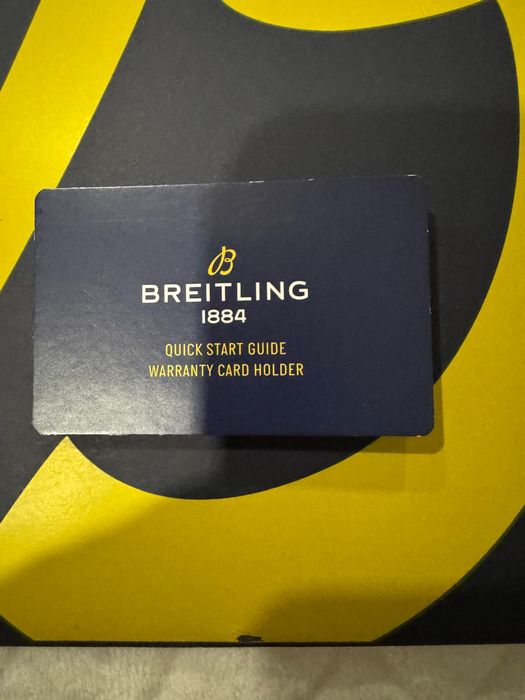 B
BREITLING
1884
QUICK START GUIDE
WARRANTY CARD HOLDER